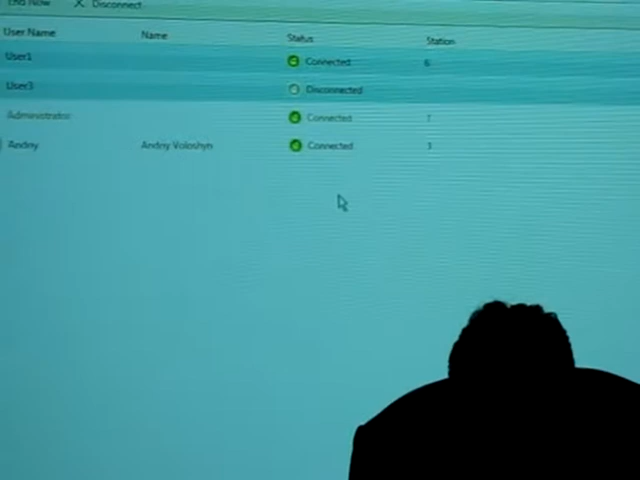 End Now Disconnect
User Name Name Status Station
User1 Connected 6
User3 Disconnected
Administrator Connected
Andriy Andriy Voloshyn Connected 3